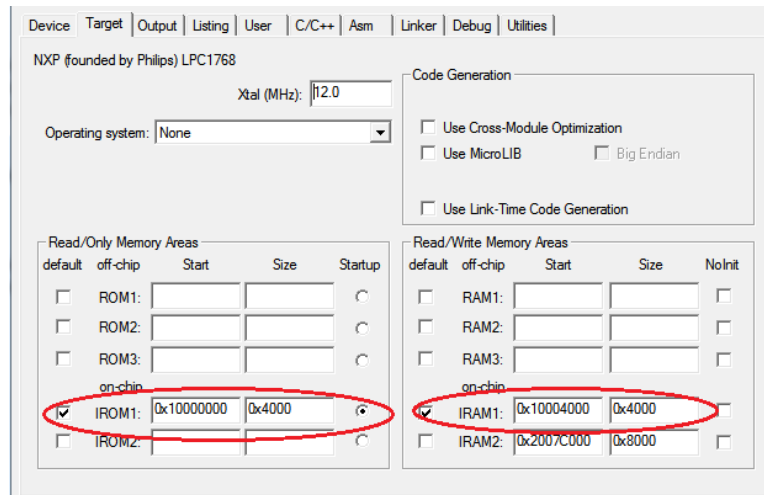 Device Target Output Listing User C/C++ Asm Linker Debug Utilities
NXP (founded by Philips) LPC1768
Xtal (MHz): 12.0
Operating system: None
Code Generation
Use Cross-Module Optimization
Use MicroLIB Big Endian
Use Link-Time Code Generation
Read/Only Memory Areas
default off-chip Start Size Startup
ROM1:
ROM2:
ROM3:
on-chip
IROM1: 0x10000000 0x4000
IROM2:
Read/Write Memory Areas
default off-chip Start Size NoInit
RAM1:
RAM2:
RAM3:
on-chip
IRAM1: 0x10004000 0x4000
IRAM2: 0x2007C000 0x8000